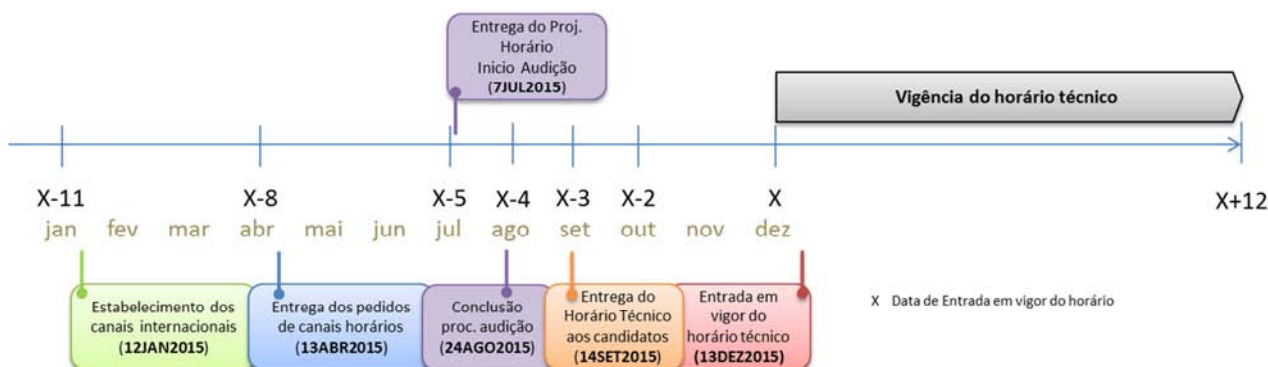 Entrega do Proj.
Horário
Inicio Audição
(7JUL2015)
Vigência do horário técnico
X-11
X-8
X-5
X-4
X-3
X-2
X
X+12
jan
fev
mar
abr
mai
jun
jul
ago
set
out
nov
dez
Estabelecimento dos
canais internacionais
(12JAN2015)
Entrega dos pedidos
de canais horários
(13ABR2015)
Conclusão
proc. audição
(24AGO2015)
Entrega do
Horário Técnico
aos candidatos
(14SET2015)
Entrada em
vigor do
horário técnico
(13DEZ2015)
X Data de Entrada em vigor do horário